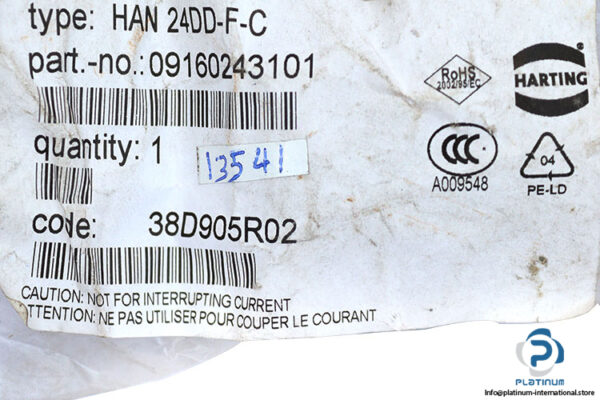 type: HAN 24DD-F-C
part.-no.: 09160243101
RoHS
2002/95/EC
HARTING
quantity: 1
13541
CCC
A009548
04
PE-LD
code: 38D905R02
CAUTION: NOT FOR INTERRUPTING CURRENT
TTENTION: NE PAS UTILISER POUR COUPER LE COURANT
PLATINUM
Info@platinum-international.store